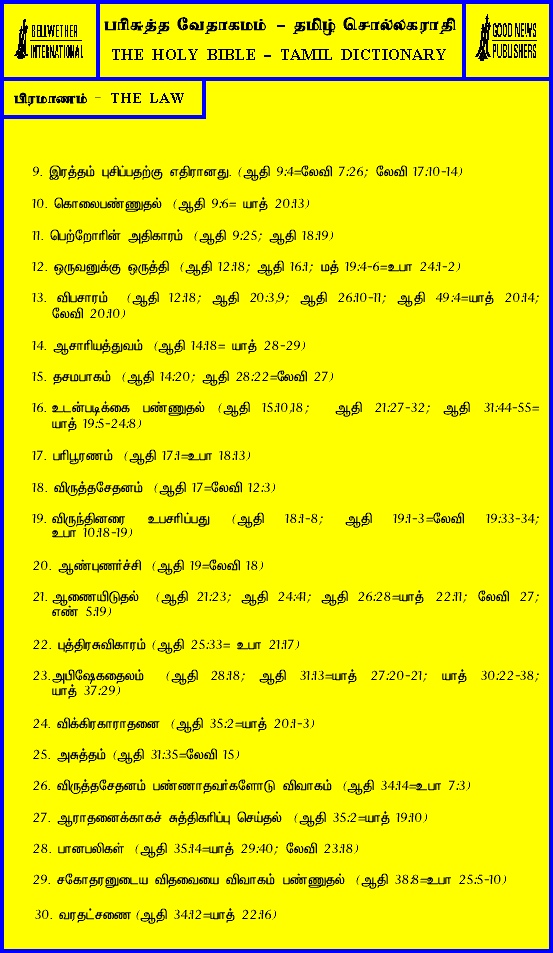 BELLWETHER
INTERNATIONAL
பரிசுத்த வேதாகமம் - தமிழ் சொல்லகராதி
THE HOLY BIBLE - TAMIL DICTIONARY
GOOD NEWS
PUBLISHERS
பிரமாணம் - THE LAW
9. இரத்தம் புசிப்பதற்கு எதிரானது. (ஆதி 9:4=லேவி 7:26; லேவி 17:10-14)
10. கொலைபண்ணுதல் (ஆதி 9:6= யாத் 20:13)
11. பெற்றோரின் அதிகாரம் (ஆதி 9:25; ஆதி 18:19)
12. ஒருவனுக்கு ஒருத்தி (ஆதி 12:18; ஆதி 16:1; மத் 19:4-6=உபா 24:1-2)
13. விபசாரம் (ஆதி 12:18; ஆதி 20:3,9; ஆதி 26:10-11; ஆதி 49:4=யாத் 20:14;
லேவி 20:10)
14. ஆசாரியத்துவம் (ஆதி 14:18= யாத் 28-29)
15. தசமபாகம் (ஆதி 14:20; ஆதி 28:22=லேவி 27)
16. உடன்படிக்கை பண்ணுதல் (ஆதி 15:10,18; ஆதி 21:27-32; ஆதி 31:44-55=
யாத் 19:5-24:8)
17. பரிபூரணம் (ஆதி 17:1=உபா 18:13)
18. விருத்தசேதனம் (ஆதி 17=லேவி 12:3)
19. விருந்தினரை உபசரிப்பது (ஆதி 18:1-8; ஆதி 19:1-3=லேவி 19:33-34;
உபா 10:18-19)
20. ஆண்புணர்ச்சி (ஆதி 19=லேவி 18)
21. ஆணையிடுதல் (ஆதி 21:23; ஆதி 24:41; ஆதி 26:28=யாத் 22:11; லேவி 27;
எண் 5:19)
22. புத்திரசுவிகாரம் (ஆதி 25:33= உபா 21:17)
23.அபிஷேகதைலம் (ஆதி 28:18; ஆதி 31:13=யாத் 27:20-21; யாத் 30:22-38;
யாத் 37:29)
24. விக்கிரகாராதனை (ஆதி 35:2=யாத் 20:1-3)
25. அசுத்தம் (ஆதி 31:35=லேவி 15)
26. விருத்தசேதனம் பண்ணாதவர்களோடு விவாகம் (ஆதி 34:14=உபா 7:3)
27. ஆராதனைக்காகச் சுத்திகரிப்பு செய்தல் (ஆதி 35:2=யாத் 19:10)
28. பானபலிகள் (ஆதி 35:14=யாத் 29:40; லேவி 23:18)
29. சகோதரனுடைய விதவையை விவாகம் பண்ணுதல் (ஆதி 38:8=உபா 25:5-10)
30. வரதட்சணை (ஆதி 34:12=யாத் 22:16)